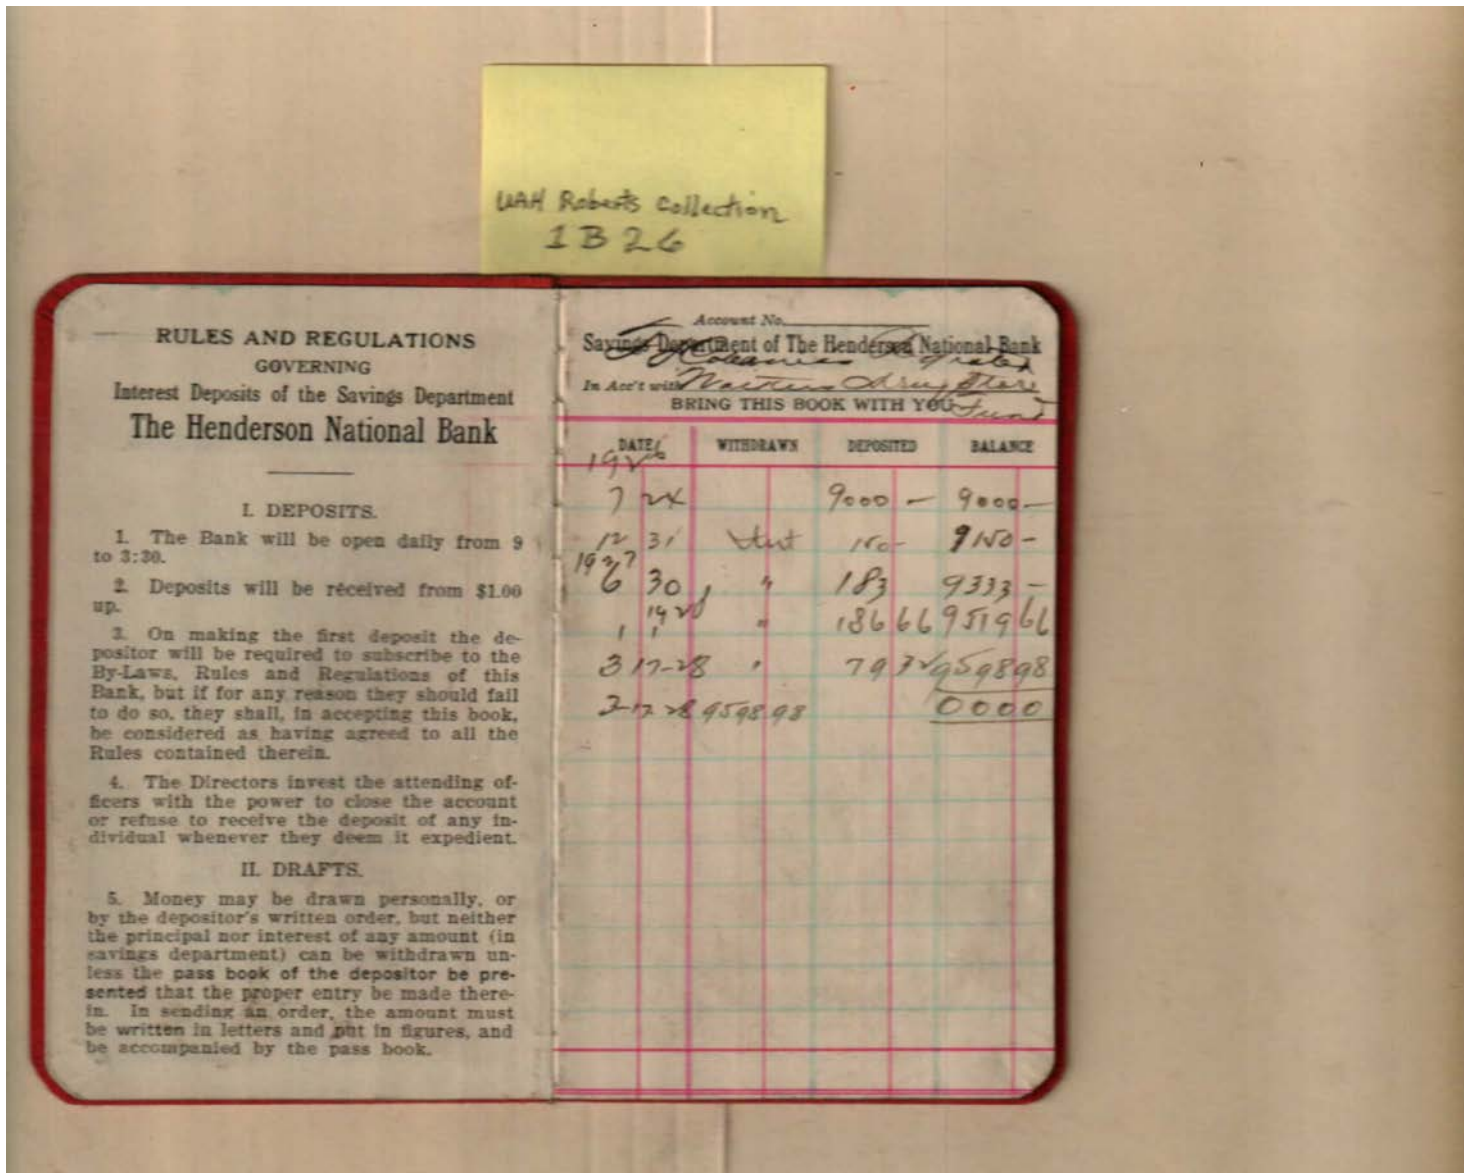 UAH Roberts Collection
1B26
RULES AND REGULATIONS
GOVERNING
Interest Deposits of the Savings Department
The Henderson National Bank
I. DEPOSITS.
1. The Bank will be open daily from 9
to 3:30.
2. Deposits will be received from $1.00
up.
3. On making the first deposit the de-
positor will be required to subscribe to the
By-Laws, Rules and Regulations of this
Bank, but if for any reason they should fail
to do so, they shall, in accepting this book,
be considered as having agreed to all the
Rules contained therein.
4. The Directors invest the attending of-
ficers with the power to close the account
or refuse to receive the deposit of any in-
dividual whenever they deem it expedient.
II. DRAFTS.
5. Money may be drawn personally, or
by the depositor's written order, but neither
the principal nor interest of any amount (in
savings department) can be withdrawn un-
less the pass book of the depositor be pre-
sented that the proper entry be made there-
in. In sending an order, the amount must
be written in letters and put in figures, and
be accompanied by the pass book.
Account No.
Savings Department of The Henderson National Bank
In Acc't with Drug Store
BRING THIS BOOK WITH YOU Fund
DATE WITHDRAWN DEPOSITED BALANCE
1926
7 24 9000 - 9000 -
12 31 Int 150 - 9150 -
1927
6 30 " 183 9333 -
1928
1 1 " 186 66 9519 66
3 17-28 " 79 32 9598 98
3 17-28 9598 98 0000